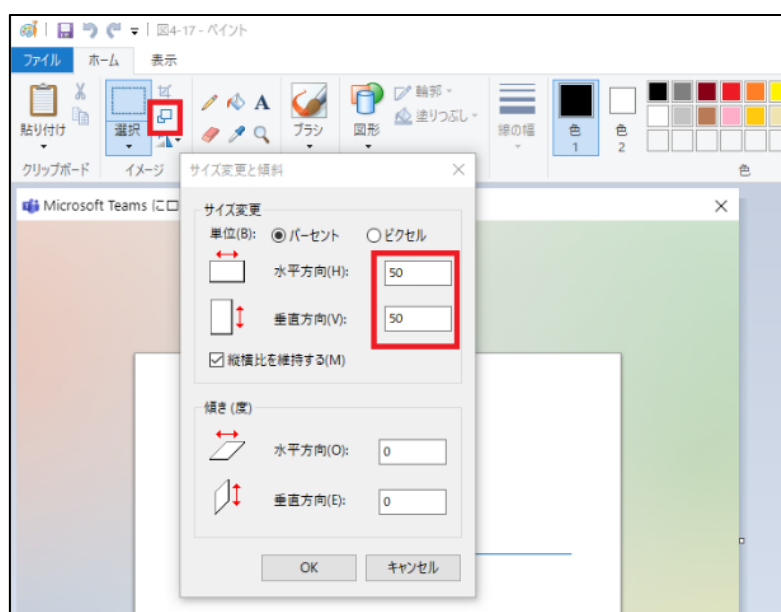 図4-17 - ペイント
ファイル ホーム 表示
貼り付け
選択
A
ブラシ
図形
輪郭
塗りつぶし
線の幅
色
1
色
2
クリップボード
イメージ
色
サイズ変更と傾斜
Microsoft Teams にロ
サイズ変更
単位(B): パーセント ピクセル
水平方向(H): 50
垂直方向(V): 50
縦横比を維持する(M)
傾き (度)
水平方向(O): 0
垂直方向(E): 0
OK キャンセル